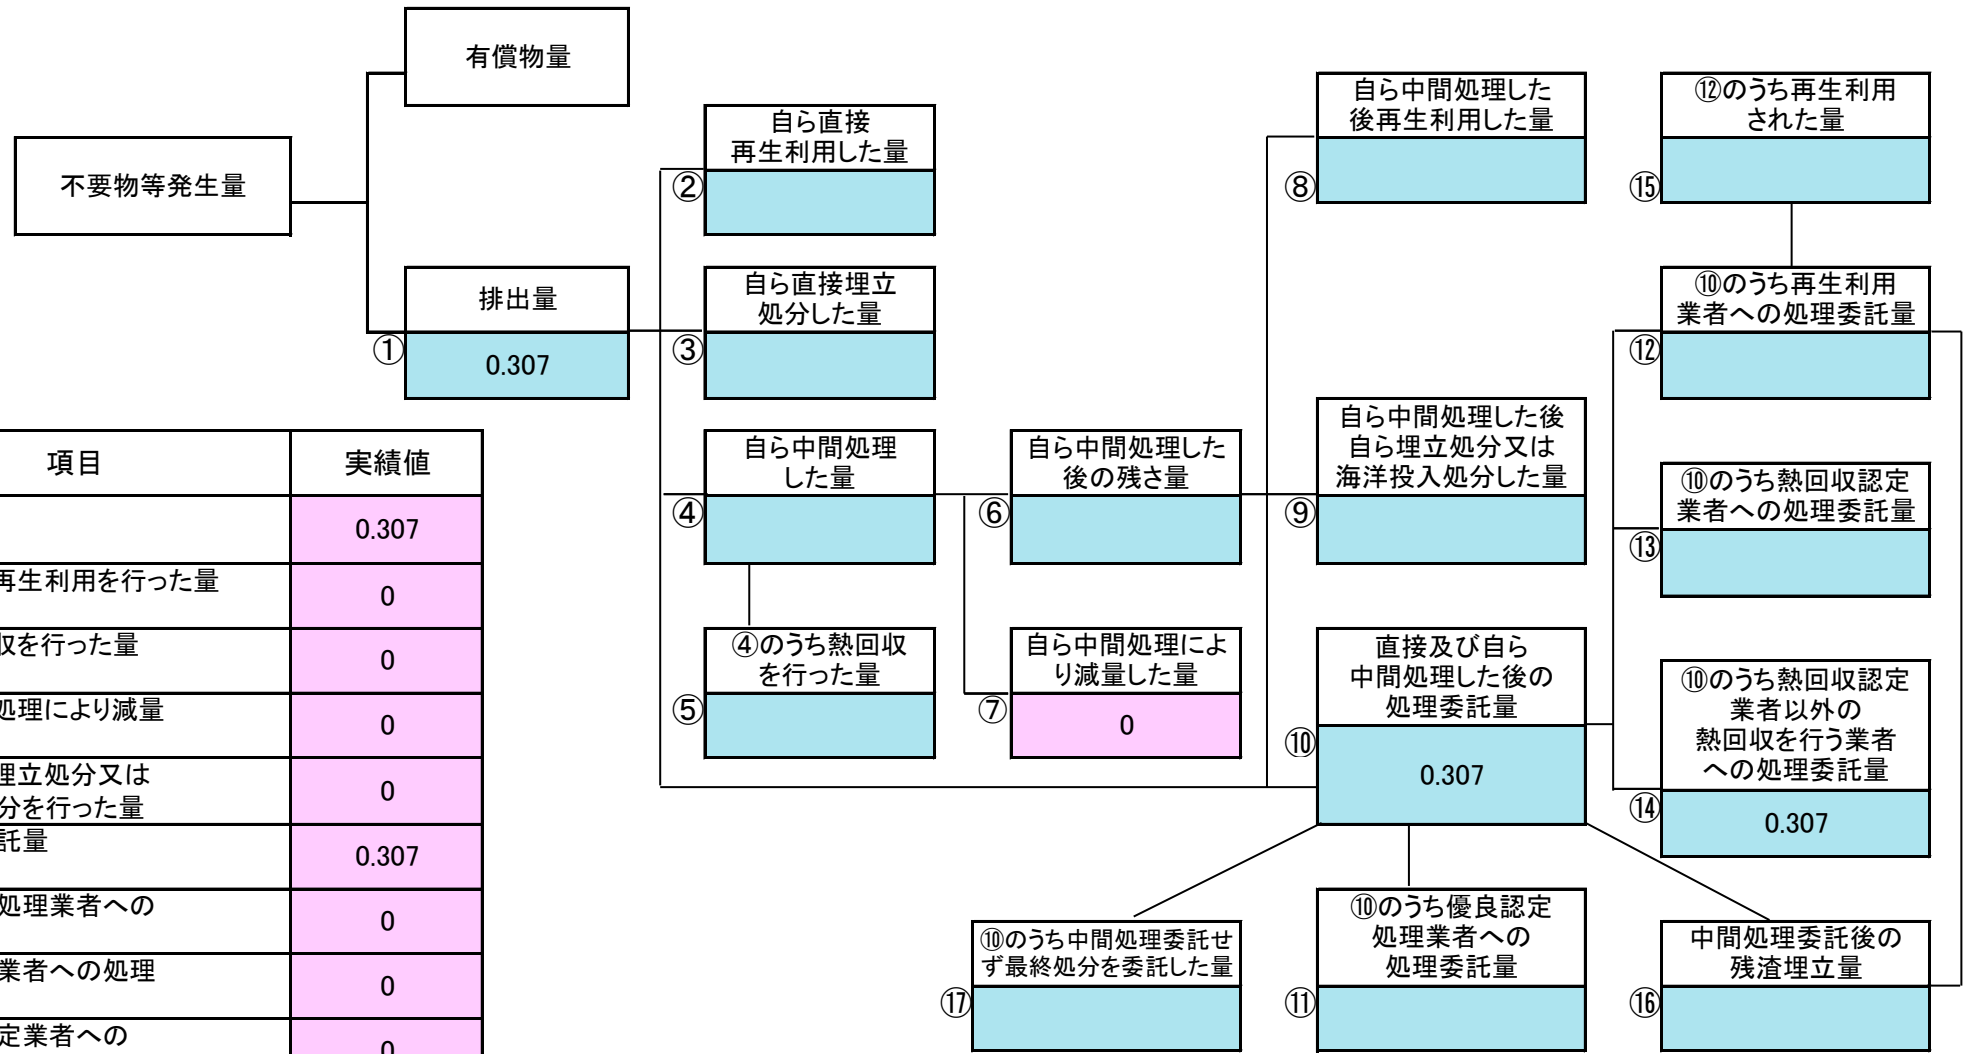 有償物量
不要物等発生量
排出量
①
0.307
自ら直接
再生利用した量
②
自ら直接埋立
処分した量
③
自ら中間処理
した量
④
④のうち熱回収
を行った量
⑤
自ら中間処理した
後の残さ量
⑥
自ら中間処理によ
り減量した量
⑦
0
自ら中間処理した
後再生利用した量
⑧
自ら中間処理した後
自ら埋立処分又は
海洋投入処分した量
⑨
直接及び自ら
中間処理した後の
処理委託量
⑩
0.307
⑫のうち再生利用
された量
⑮
⑩のうち再生利用
業者への処理委託量
⑫
⑩のうち熱回収認定
業者への処理委託量
⑬
⑩のうち熱回収認定
業者以外の
熱回収を行う業者
への処理委託量
⑭
0.307
⑩のうち中間処理委託せ
ず最終処分を委託した量
⑰
⑩のうち優良認定
処理業者への
処理委託量
⑪
中間処理委託後の
残渣埋立量
⑯
項目
実績値
0.307
再生利用を行った量
0
収を行った量
0
処理により減量
0
埋立処分又は
分を行った量
0
託量
0.307
処理業者への
0
業者への処理
0
定業者への
0